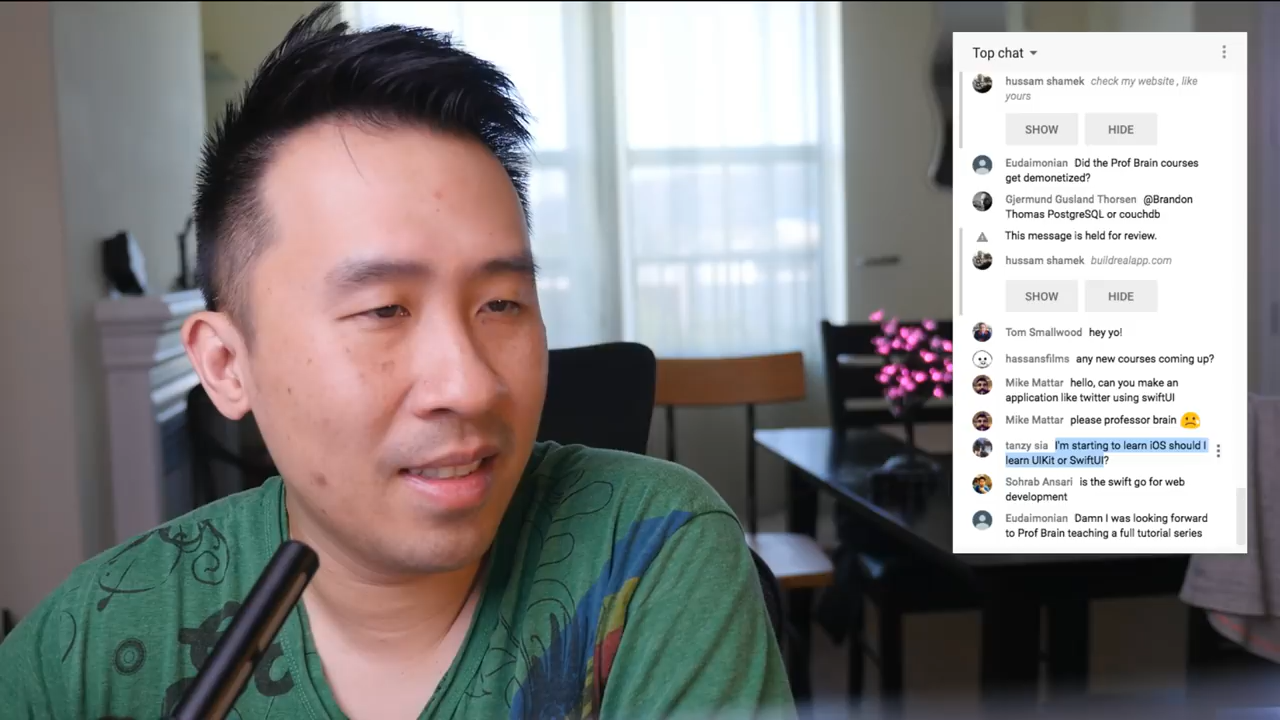 Top chat
hussam shamek check my website , like
yours
SHOW HIDE
Eudaimonian Did the Prof Brain courses
get demonetized?
Gjermund Gusland Thorsen @Brandon
Thomas PostgreSQL or couchdb
This message is held for review.
hussam shamek buildrealapp.com
SHOW HIDE
Tom Smallwood hey yo!
hassansfilms any new courses coming up?
Mike Mattar hello, can you make an
application like twitter using swiftUI
Mike Mattar please professor brain
tanzy sia I'm starting to learn iOS should I
learn UIKit or SwiftUI?
Sohrab Ansari is the swift go for web
development
Eudaimonian Damn I was looking forward
to Prof Brain teaching a full tutorial series